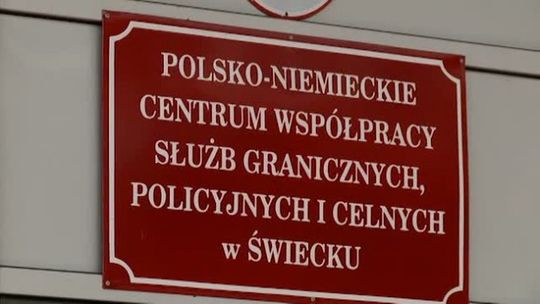 POLSKO-NIEMIECKIE
CENTRUM WSPÓŁPRACY
SŁUŻB GRANICZNYCH,
POLICYJNYCH I CELNYCH
w ŚWIECKU